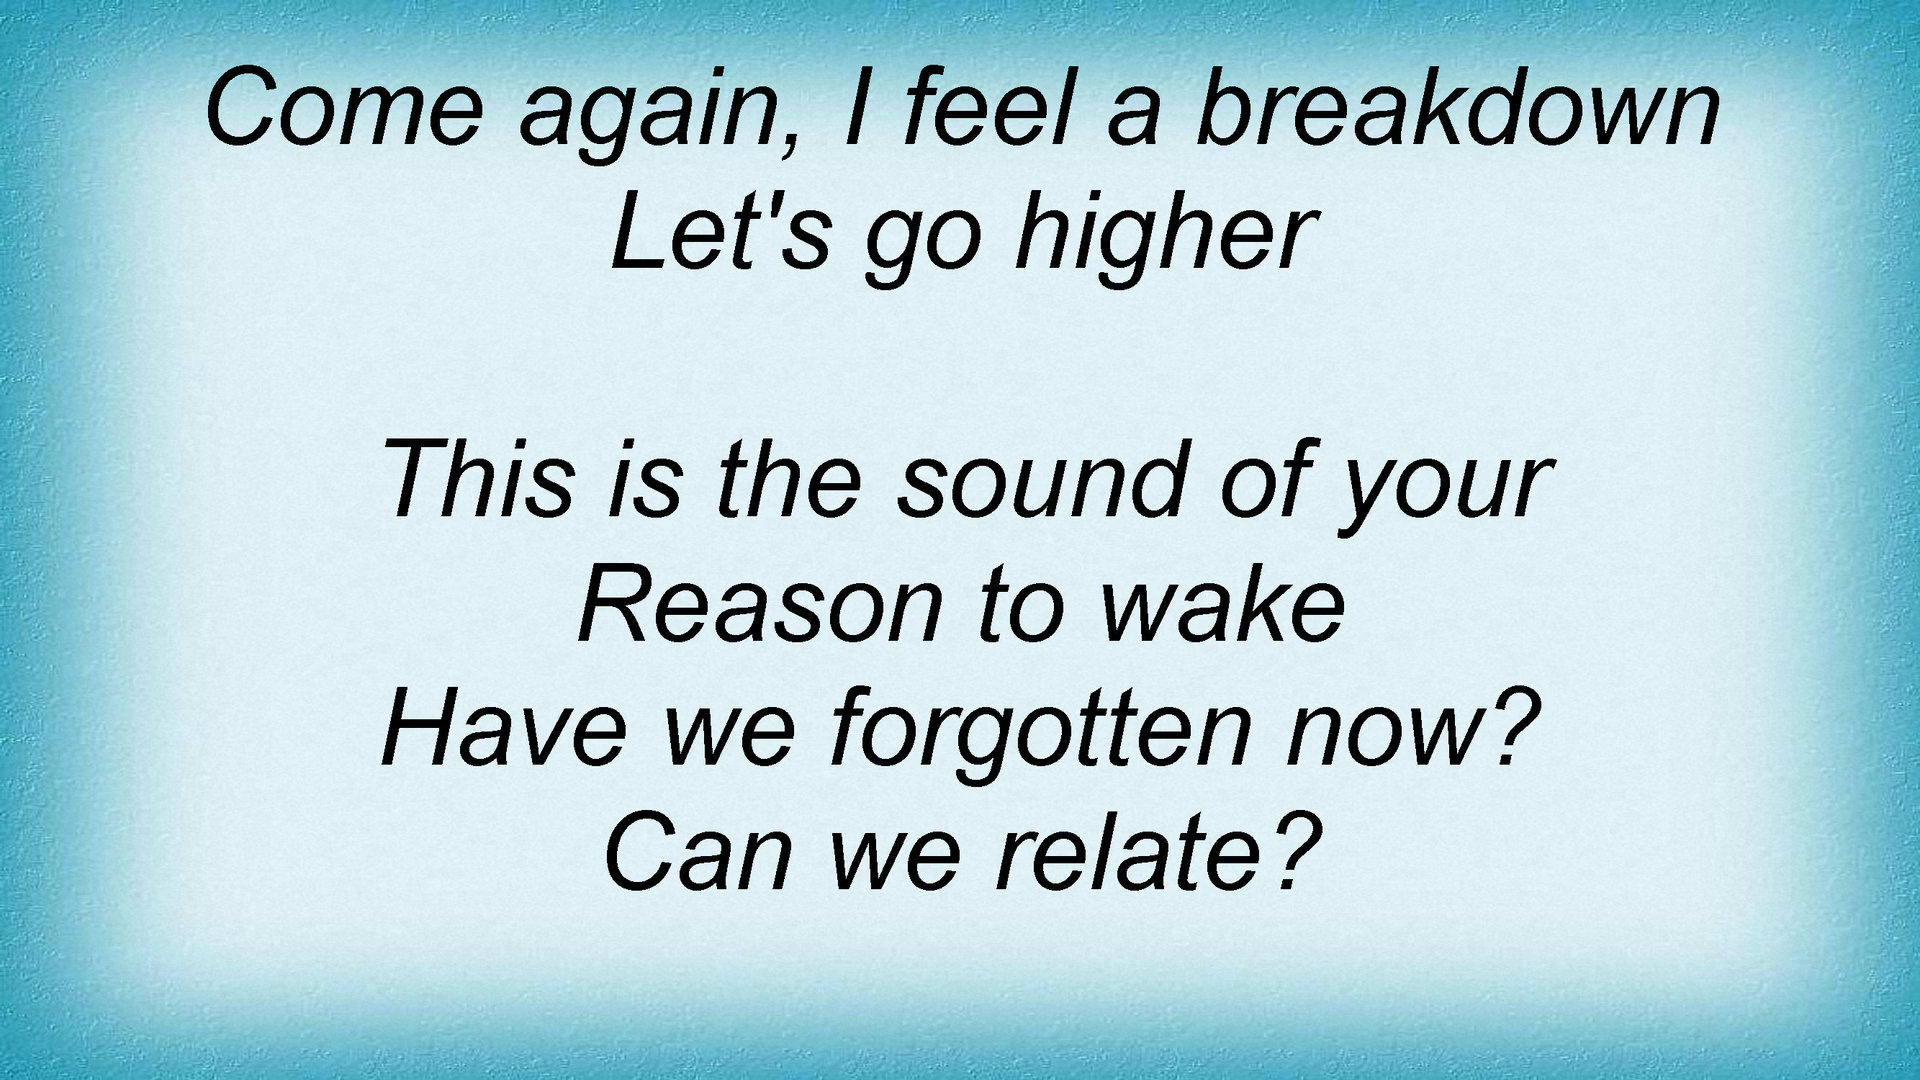 Come again, I feel a breakdown
Let's go higher
This is the sound of your
Reason to wake
Have we forgotten now?
Can we relate?